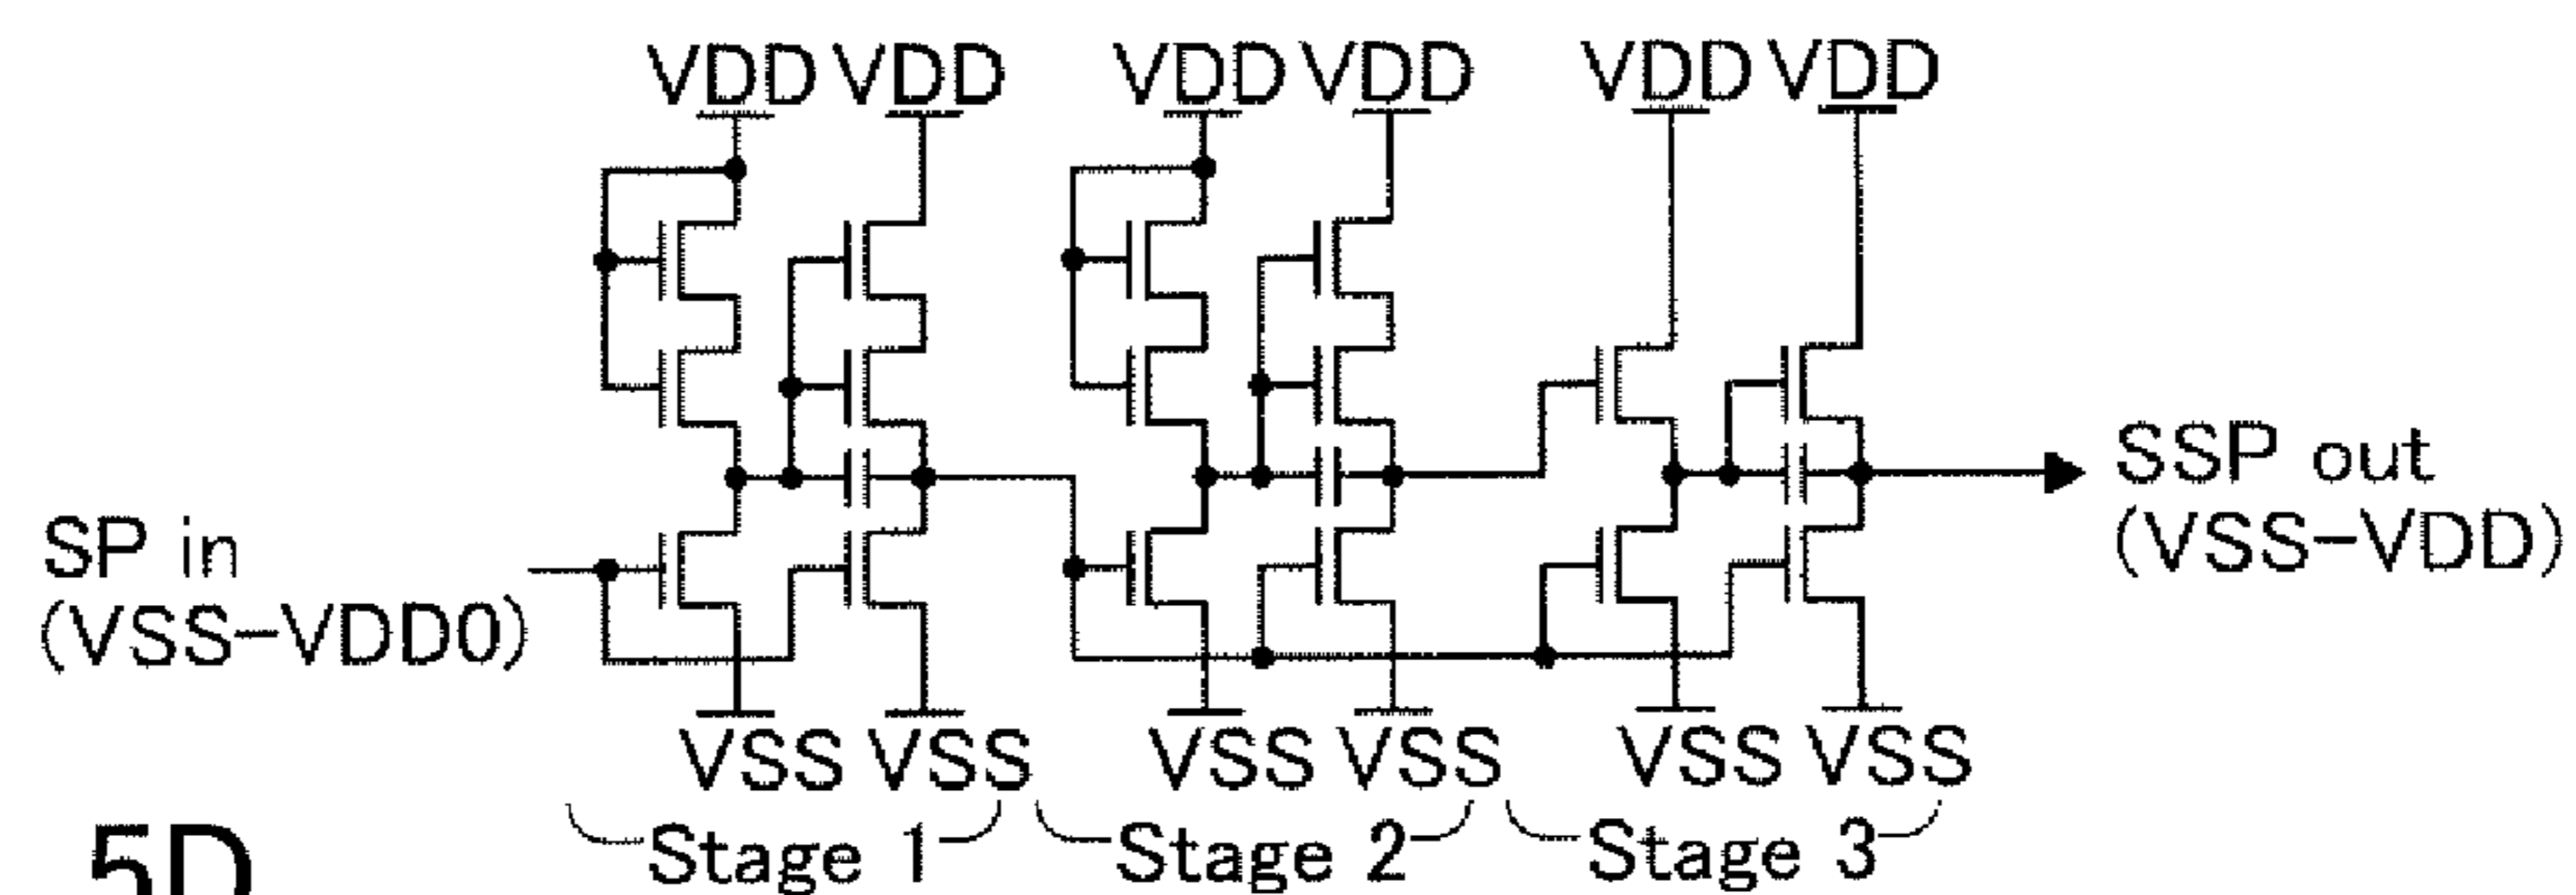 VDD VDD VDD VDD VDD VDD
SP in
(VSS-VDD0)
SSP out
(VSS-VDD)
VSS VSS VSS VSS VSS VSS
Stage 1 Stage 2 Stage 3
5D